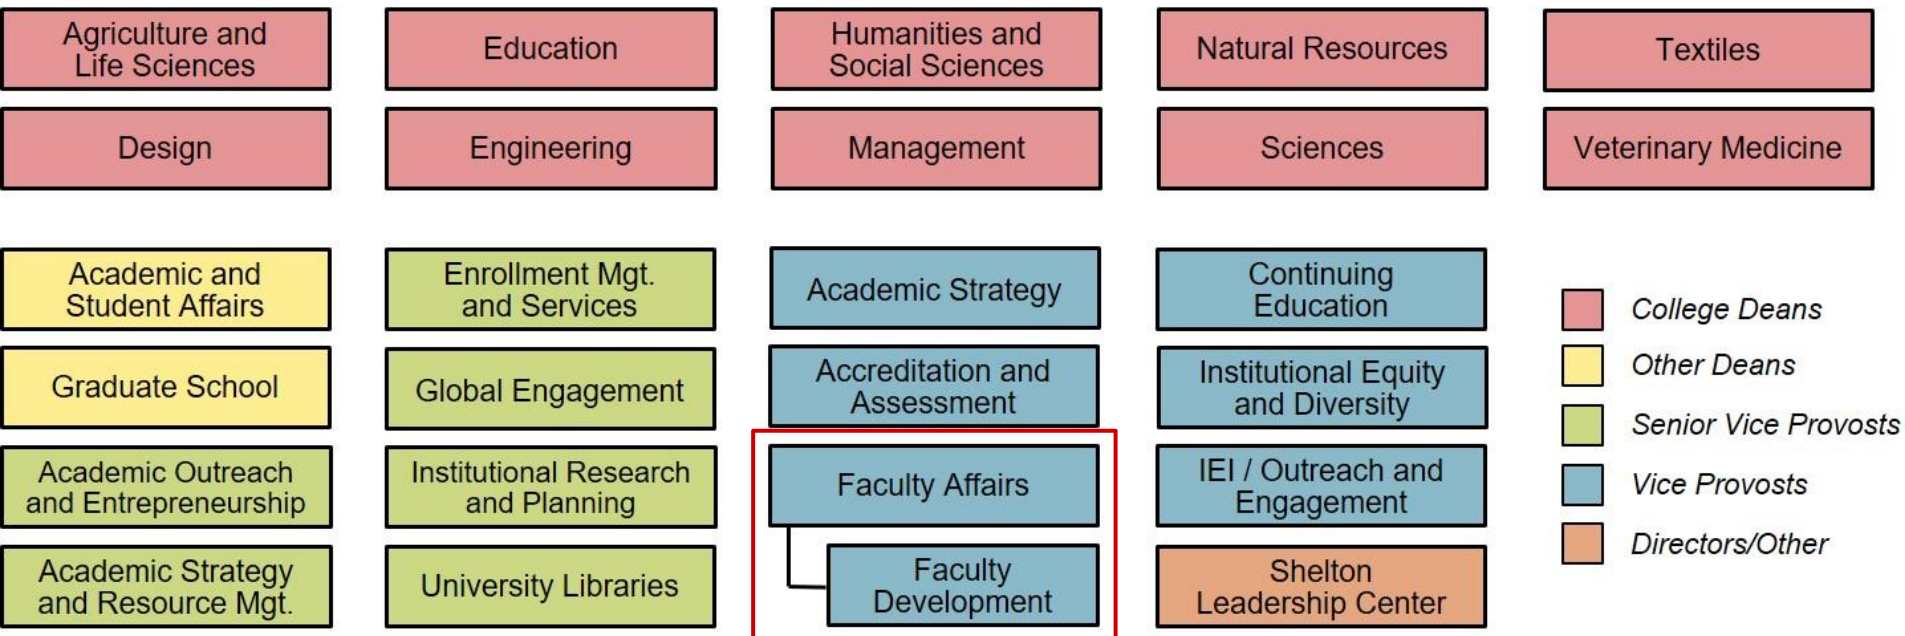 Agriculture and
Life Sciences
Education
Humanities and
Social Sciences
Natural Resources
Textiles
Design
Engineering
Management
Sciences
Veterinary Medicine
Academic and
Student Affairs
Enrollment Mgt.
and Services
Academic Strategy
Continuing
Education
Graduate School
Global Engagement
Accreditation and
Assessment
Institutional Equity
and Diversity
Academic Outreach
and Entrepreneurship
Institutional Research
and Planning
Faculty Affairs
IEI / Outreach and
Engagement
Academic Strategy
and Resource Mgt.
University Libraries
Faculty
Development
Shelton
Leadership Center
College Deans
Other Deans
Senior Vice Provosts
Vice Provosts
Directors/Other